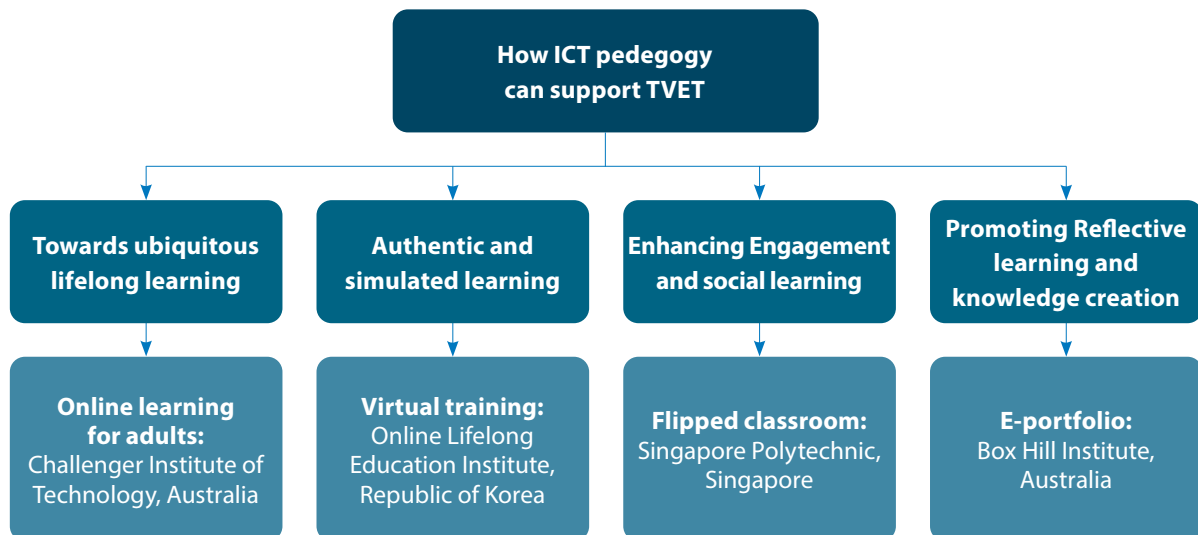 How ICT pedegogy
can support TVET
Towards ubiquitous
lifelong learning
Authentic and
simulated learning
Enhancing Engagement
and social learning
Promoting Reflective
learning and
knowledge creation
Online learning
for adults:
Challenger Institute of
Technology, Australia
Virtual training:
Online Lifelong
Education Institute,
Republic of Korea
Flipped classroom:
Singapore Polytechnic,
Singapore
E-portfolio:
Box Hill Institute,
Australia